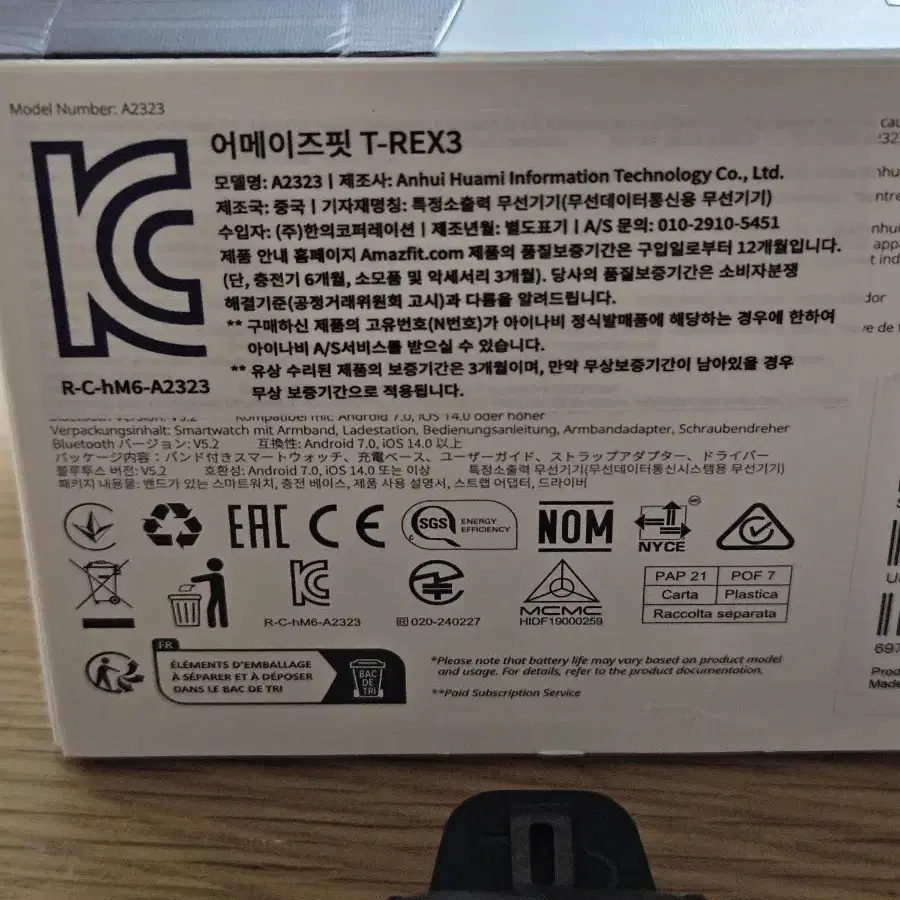 Model Number: A2323
어메이즈핏 T-REX3
모델명: A2323 | 제조사: Anhui Huami Information Technology Co., Ltd.
제조국: 중국 | 기자재명칭: 특정소출력 무선기기(무선데이터통신용 무선기기)
수입자: (주)한의코퍼레이션 | 제조년월: 별도표기 | A/S 문의: 010-2910-5451
제품 안내 홈페이지 Amazfit.com 제품의 품질보증기간은 구입일로부터 12개월입니다.
(단, 충전기 6개월, 소모품 및 악세서리 3개월). 당사의 품질보증기간은 소비자분쟁
해결기준(공정거래위원회 고시)과 다름을 알려드립니다.
** 구매하신 제품의 고유번호(N번호)가 아이나비 정식발매품에 해당하는 경우에 한하여
아이나비 A/S서비스를 받으실 수 있습니다.
** 유상 수리된 제품의 보증기간은 3개월이며, 만약 무상보증기간이 남아있을 경우
무상 보증기간으로 적용됩니다.
R-C-hM6-A2323
Bluetooth Version: V5.2 Kompatibel mit: Android 7.0, iOS 14.0 oder höher
Verpackungsinhalt: Smartwatch mit Armband, Ladestation, Bedienungsanleitung, Armbandadapter, Schraubendreher
Bluetooth バージョン: V5.2 互換性: Android 7.0, iOS 14.0 以上
パッケージ内容: バンド付きスマートウォッチ、充電ベース、ユーザーガイド、ストラップアダプター、ドライバー
블루투스 버전: V5.2 호환성: Android 7.0, iOS 14.0 또는 이상 특정소출력 무선기기(무선데이터통신시스템용 무선기기)
패키지 내용물: 밴드가 있는 스마트워치, 충전 베이스, 제품 사용 설명서, 스트랩 어댑터, 드라이버
EAC CE SGS ENERGY EFFICIENCY NOM NYCE
R-C-hM6-A2323
R 020-240227
MCMC
HIDF19000259
PAP 21 POF 7
Carta Plastica
Raccolta separata
FR
ÉLÉMENTS D'EMBALLAGE
À SÉPARER ET À DÉPOSER
DANS LE BAC DE TRI
BAC
DE
TRI
*Please note that battery life may vary based on product model
and usage. For details, refer to the product documentation.
**Paid Subscription Service